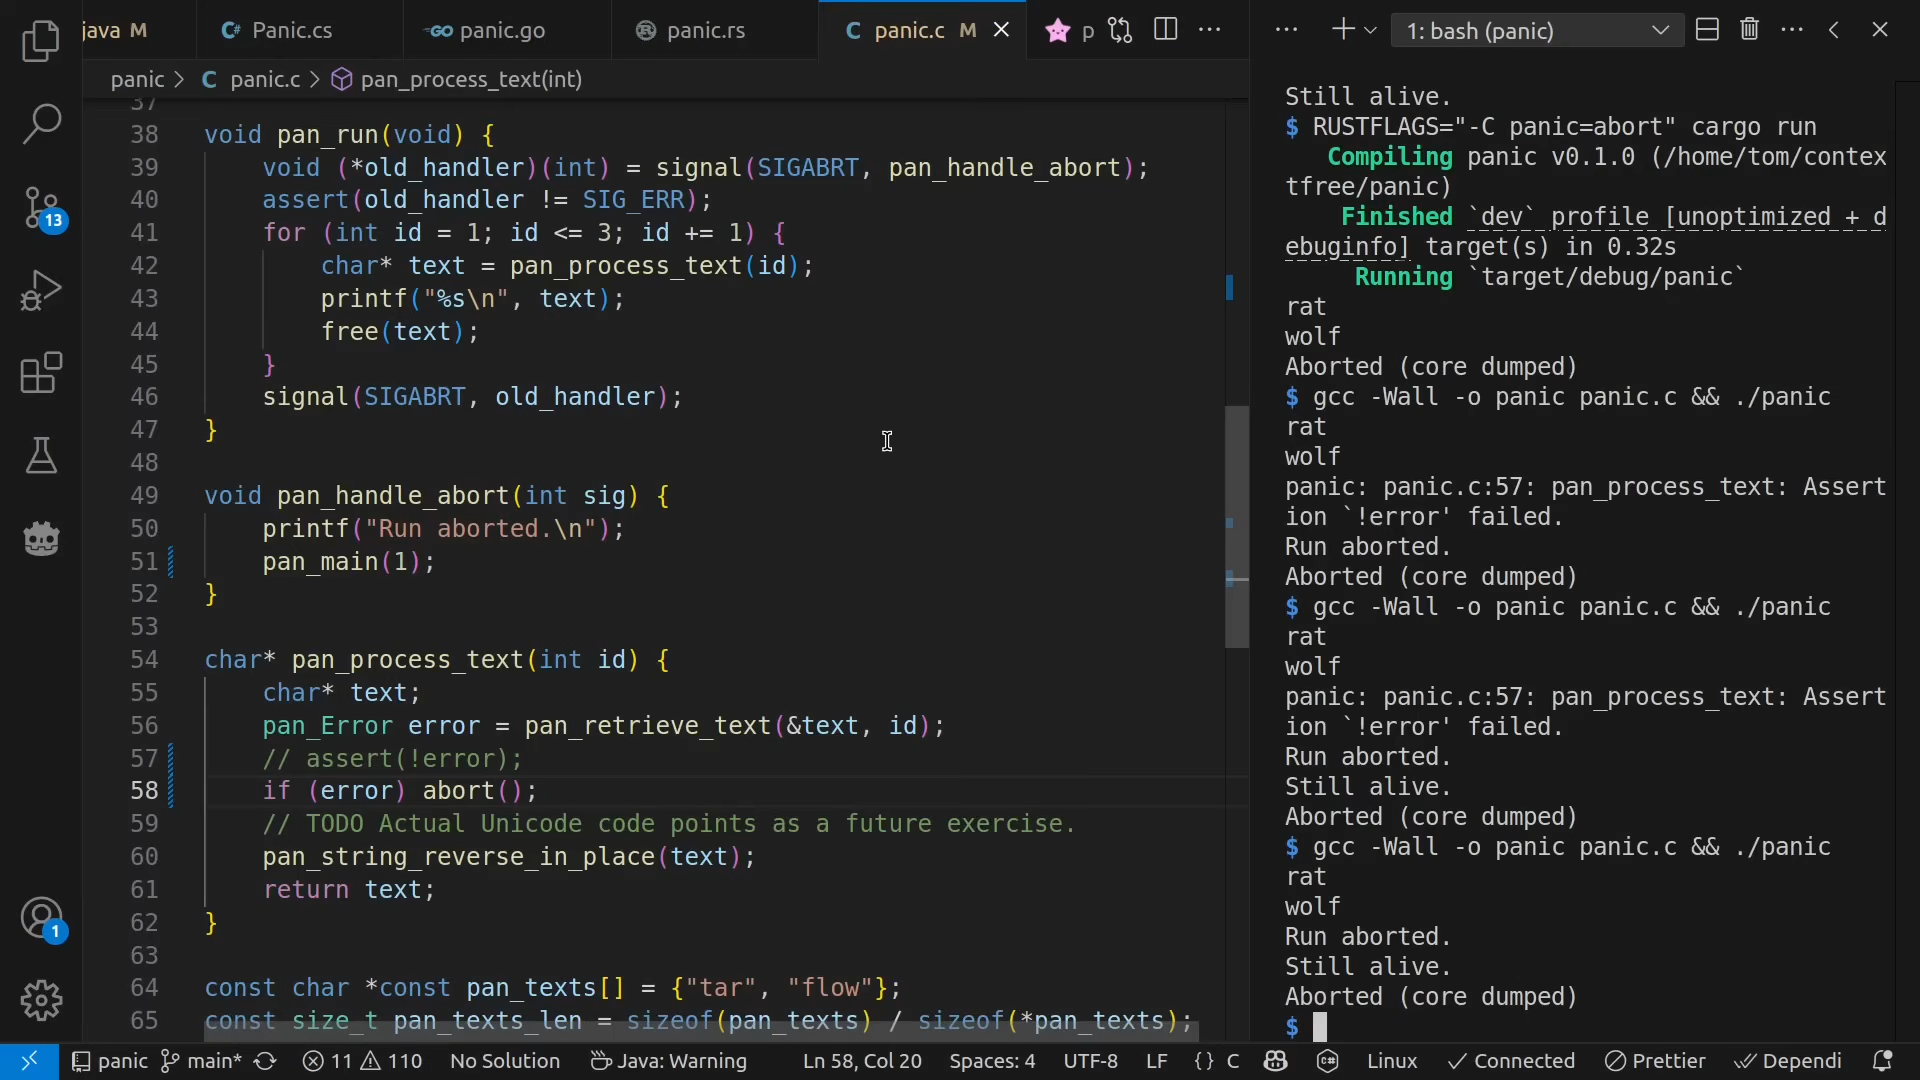 java M
Panic.cs
panic.go
panic.rs
C panic.c M
p
panic > C panic.c > pan_process_text(int)
37
38 void pan_run(void) {
39 void (*old_handler)(int) = signal(SIGABRT, pan_handle_abort);
40 assert(old_handler != SIG_ERR);
41 for (int id = 1; id <= 3; id += 1) {
42 char* text = pan_process_text(id);
43 printf("%s\n", text);
44 free(text);
45 }
46 signal(SIGABRT, old_handler);
47 }
48
49 void pan_handle_abort(int sig) {
50 printf("Run aborted.\n");
51 pan_main(1);
52 }
53
54 char* pan_process_text(int id) {
55 char* text;
56 pan_Error error = pan_retrieve_text(&text, id);
57 // assert(!error);
58 if (error) abort();
59 // TODO Actual Unicode code points as a future exercise.
60 pan_string_reverse_in_place(text);
61 return text;
62 }
63
64 const char *const pan_texts[] = {"tar", "flow"};
65 const size_t pan_texts_len = sizeof(pan_texts) / sizeof(*pan_texts);
13
1
1: bash (panic)
Still alive.
$ RUSTFLAGS="-C panic=abort" cargo run
Compiling panic v0.1.0 (/home/tom/contex
tfree/panic)
Finished `dev` profile [unoptimized + d
ebuginfo] target(s) in 0.32s
Running `target/debug/panic`
rat
wolf
Aborted (core dumped)
$ gcc -Wall -o panic panic.c && ./panic
rat
wolf
panic: panic.c:57: pan_process_text: Assert
ion `!error' failed.
Run aborted.
Aborted (core dumped)
$ gcc -Wall -o panic panic.c && ./panic
rat
wolf
panic: panic.c:57: pan_process_text: Assert
ion `!error' failed.
Run aborted.
Still alive.
Aborted (core dumped)
$ gcc -Wall -o panic panic.c && ./panic
rat
wolf
Run aborted.
Still alive.
Aborted (core dumped)
$
panic main* 11 110 No Solution Java: Warning Ln 58, Col 20 Spaces: 4 UTF-8 LF {} C Linux Connected Prettier Dependi